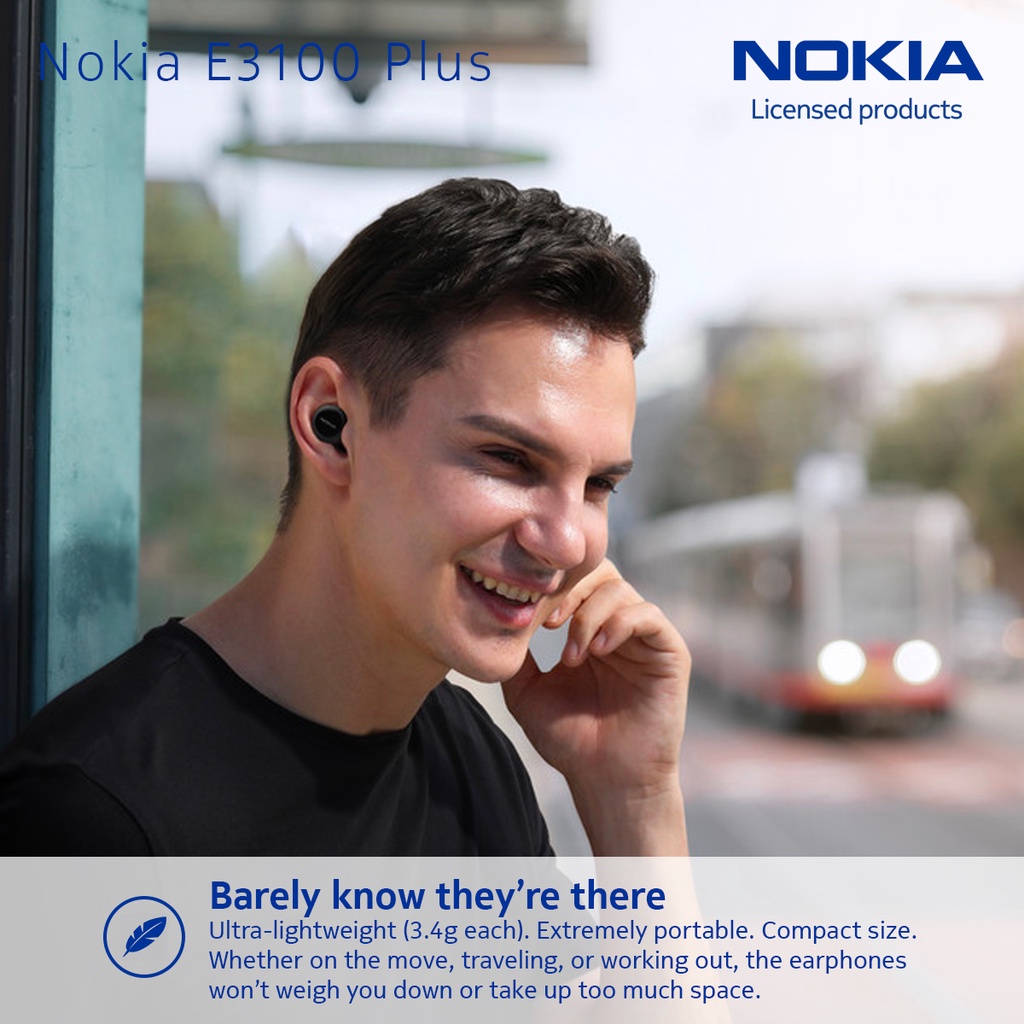 Nokia E3100 Plus
NOKIA
Licensed products
Barely know they're there
Ultra-lightweight (3.4g each). Extremely portable. Compact size.
Whether on the move, traveling, or working out, the earphones
won't weigh you down or take up too much space.